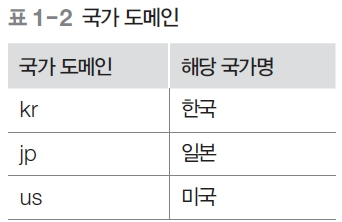 표 1-2 국가 도메인
국가 도메인 해당 국가명
kr 한국
jp 일본
us 미국